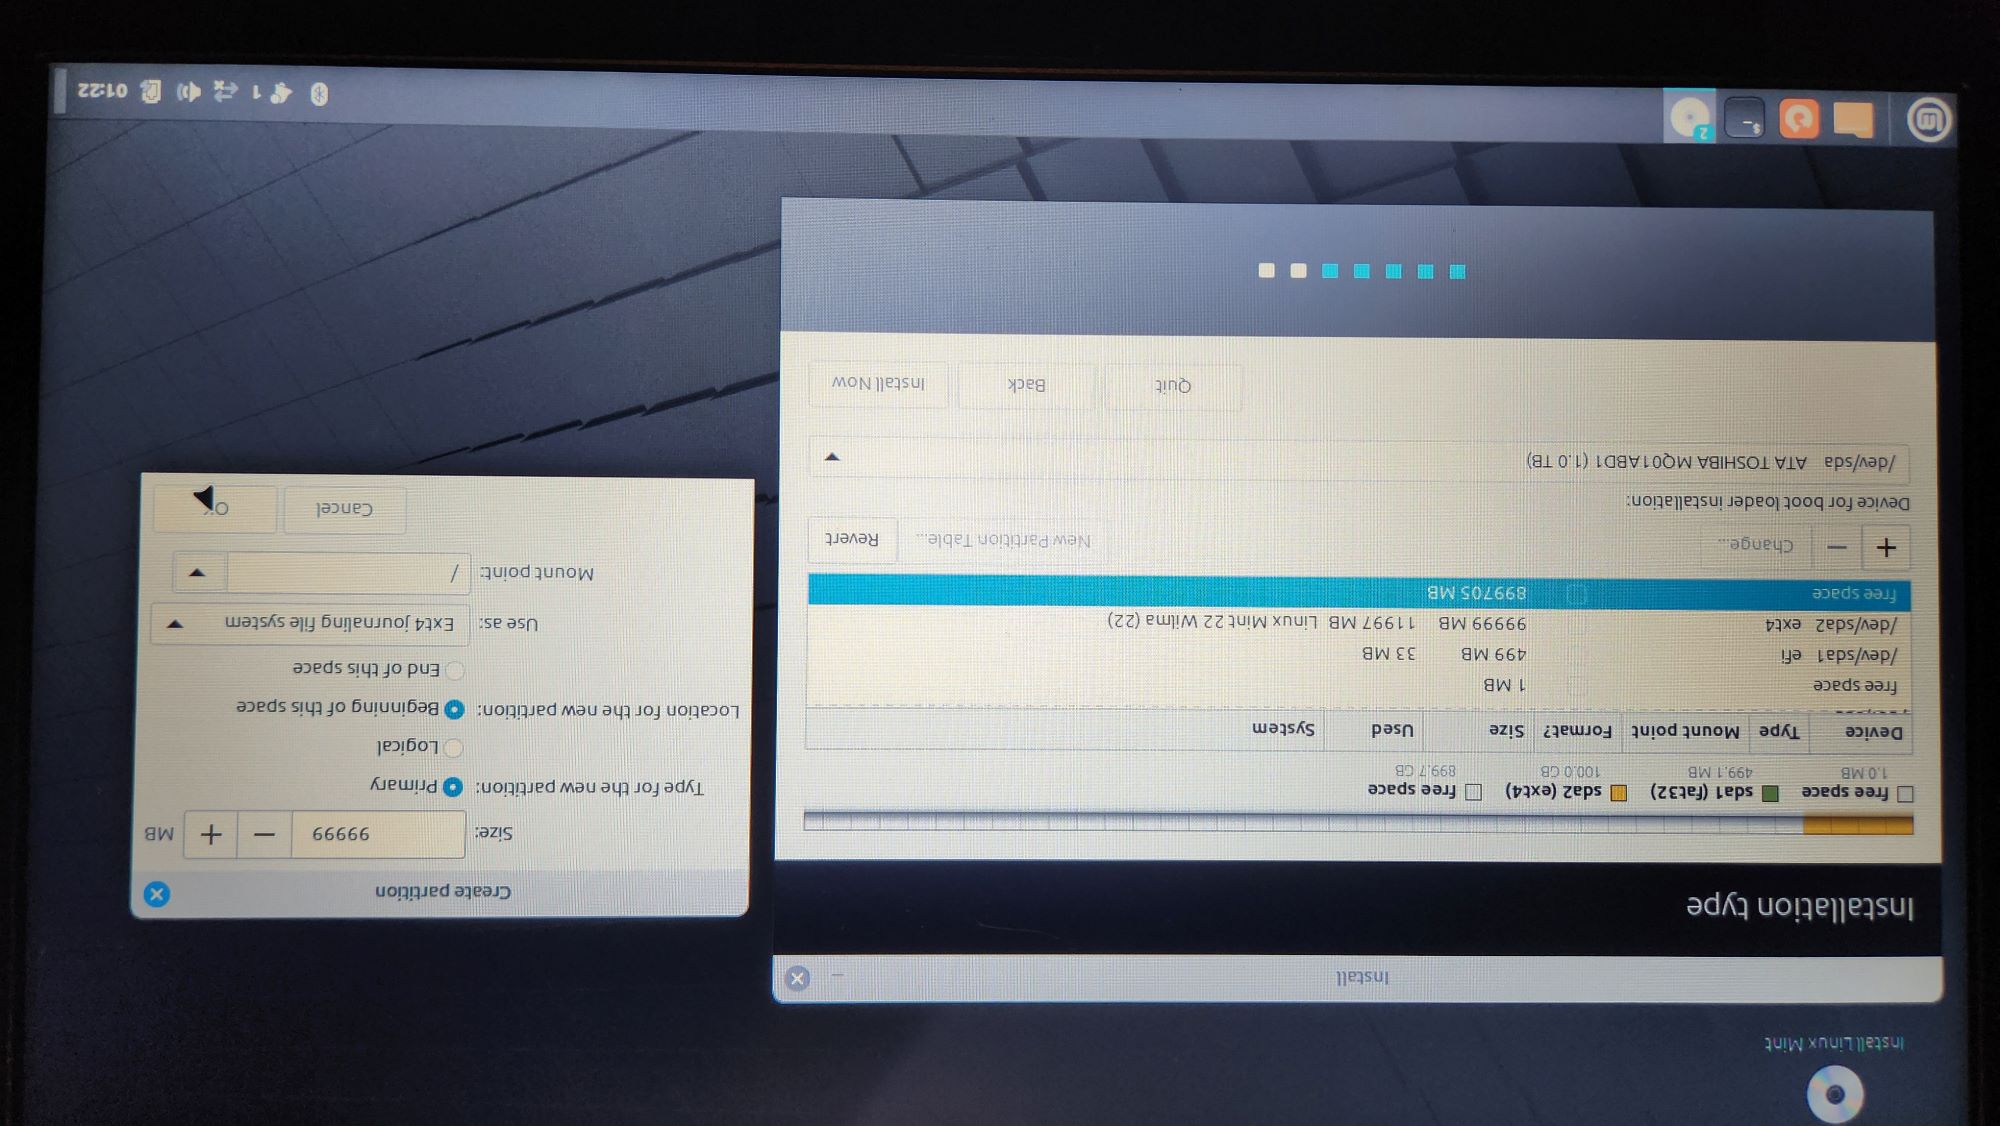 Install Linux Mint
Install
Installation type
free space sda1 (fat32) sda2 (ext4) free space
1.0 MB 499.1 MB 100.0 GB 899.7 GB
Device Type Mount point Format? Size Used System
free space 1 MB
/dev/sda1 efi 499 MB 33 MB
/dev/sda2 ext4 99999 MB 11997 MB Linux Mint 22 Wilma (22)
free space 899705 MB
+ − Change... New Partition Table... Revert
Device for boot loader installation:
/dev/sda ATA TOSHIBA MQ01ABD1 (1.0 TB)
Quit Back Install Now
Create partition
Size: 99999 − + MB
Type for the new partition: Primary
Logical
Location for the new partition: Beginning of this space
End of this space
Use as: Ext4 journaling file system
Mount point: /
Cancel OK
lm $_ 2 1 01:22